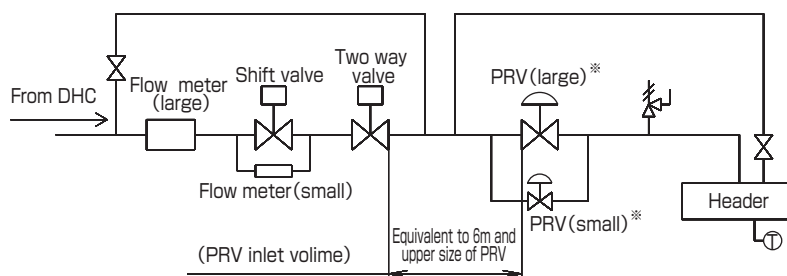 From DHC
Flow meter
(large)
Shift valve
Two way
valve
PRV(large)※
Flow meter(small)
PRV(small)※
Header
T
(PRV inlet volime)
Equivalent to 6m and
upper size of PRV